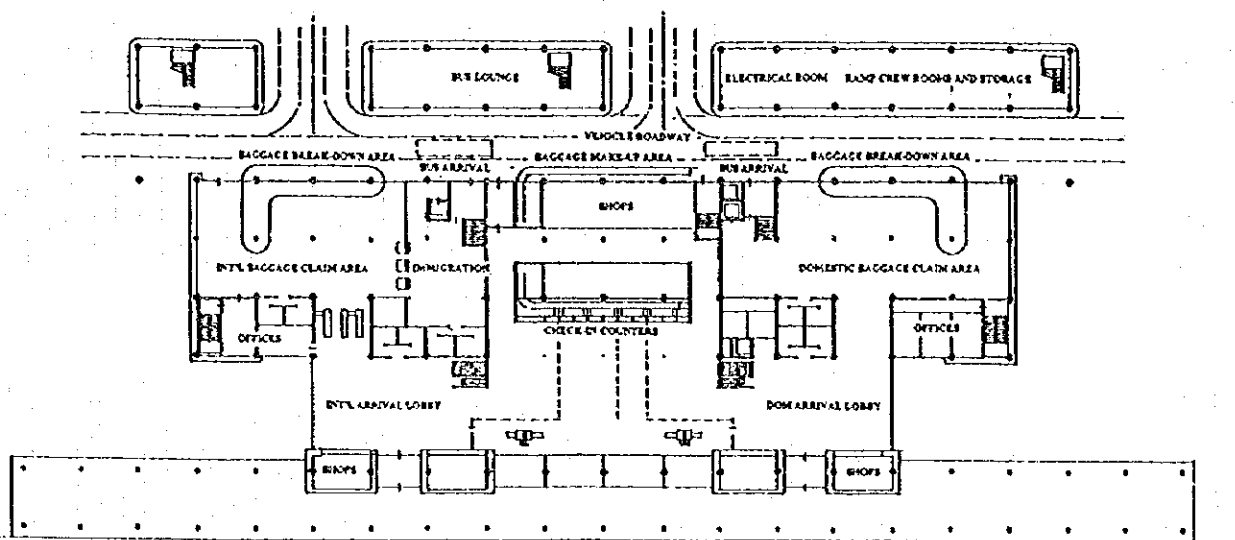 BUS LOUNGE
ELECTRICAL ROOM
RAMP CREW ROOMS AND STORAGE
VEHICLE ROADWAY
BAGGAGE BREAK-DOWN AREA
BAGGAGE MAKE-UP AREA
BAGGAGE BREAK-DOWN AREA
BUS ARRIVAL
BUS ARRIVAL
SHOPS
INT'L BAGGAGE CLAIM AREA
IMMIGRATION
DOMESTIC BAGGAGE CLAIM AREA
OFFICES
CHECK-IN COUNTERS
OFFICES
INT'L ARRIVAL LOBBY
DOM ARRIVAL LOBBY
SHOPS
SHOPS